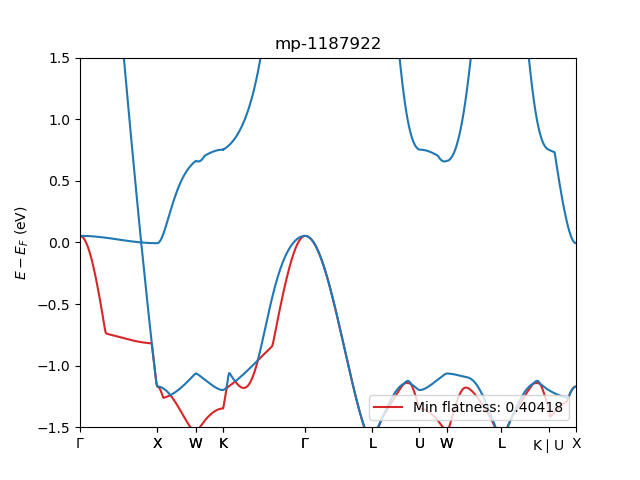 mp-1187922
1.5
1.0
0.5
0.0
−0.5
−1.0
−1.5
E − E_F (eV)
Min flatness: 0.40418
Γ X W K Γ L U W L K | U X